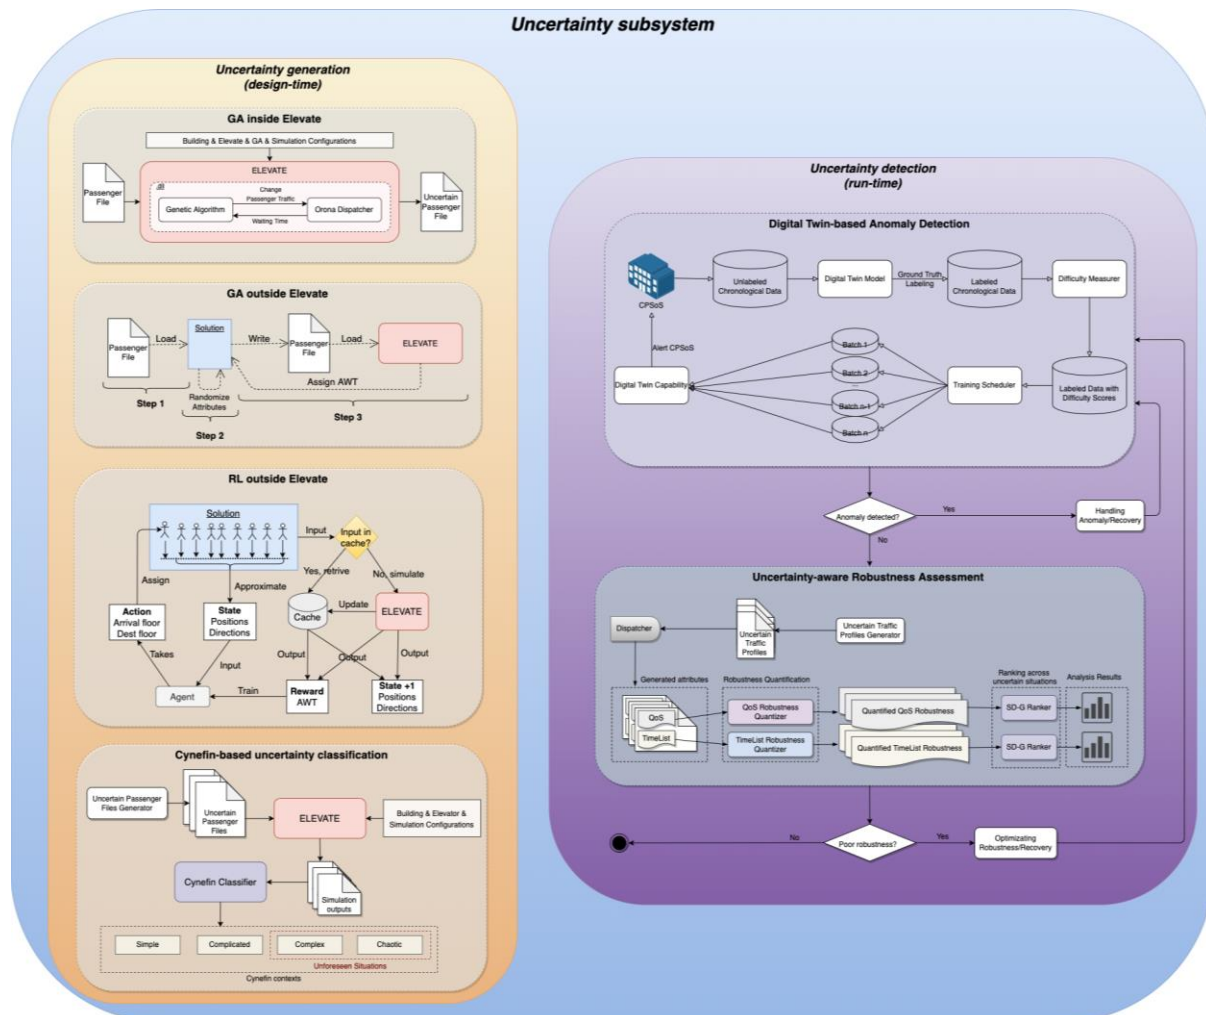 Uncertainty subsystem
Uncertainty generation
(design-time)
GA inside Elevate
Building & Elevate & GA & Simulation Configurations
ELEVATE
Passenger
File
Change
Passenger Traffic
Genetic Algorithm
Orona Dispatcher
Waiting Time
Uncertain
Passenger
File
GA outside Elevate
Passenger
File
Load
Solution
Write
Passenger
File
Load
ELEVATE
Assign AWT
Randomize
Attributes
Step 1
Step 2
Step 3
RL outside Elevate
Solution
Input
Input in
cache?
Yes, retrive
No, simulate
Assign
Approximate
Action
Arrival floor
Dest floor
State
Positions
Directions
Cache
Update
ELEVATE
Takes
Input
Output
Output
Output
Agent
Train
Reward
AWT
State +1
Positions
Directions
Cynefin-based uncertainty classification
Uncertain Passenger
Files Generator
Uncertain
Passenger
Files
ELEVATE
Building & Elevator &
Simulation Configurations
Cynefin Classifier
Simulation
outputs
Simple
Complicated
Complex
Chaotic
Unforeseen Situations
Cynefin contexts
Uncertainty detection
(run-time)
Digital Twin-based Anomaly Detection
CPSoS
Unlabeled
Chronological Data
Digital Twin Model
Ground Truth
Labeling
Labeled
Chronological Data
Difficulty Measurer
Alert CPSoS
Digital Twin Capability
Batch 1
Batch 2
...
Batch n-1
Batch n
Training Scheduler
Labeled Data with
Difficulty Scores
Anomaly detected?
Yes
Handling
Anomaly/Recovery
No
Uncertainty-aware Robustness Assessment
Dispatcher
Uncertain
Traffic
Profiles
Uncertain Traffic
Profiles Generator
Generated attributes
Robustness Quantification
Ranking across
uncertain situations
Analysis Results
QoS
QoS Robustness
Quantizer
Quantified QoS Robustness
SD-G Ranker
TimeList
TimeList Robustness
Quantizer
Quantified TimeList Robustness
SD-G Ranker
No
Poor robustness?
Yes
Optimizating
Robustness/Recovery